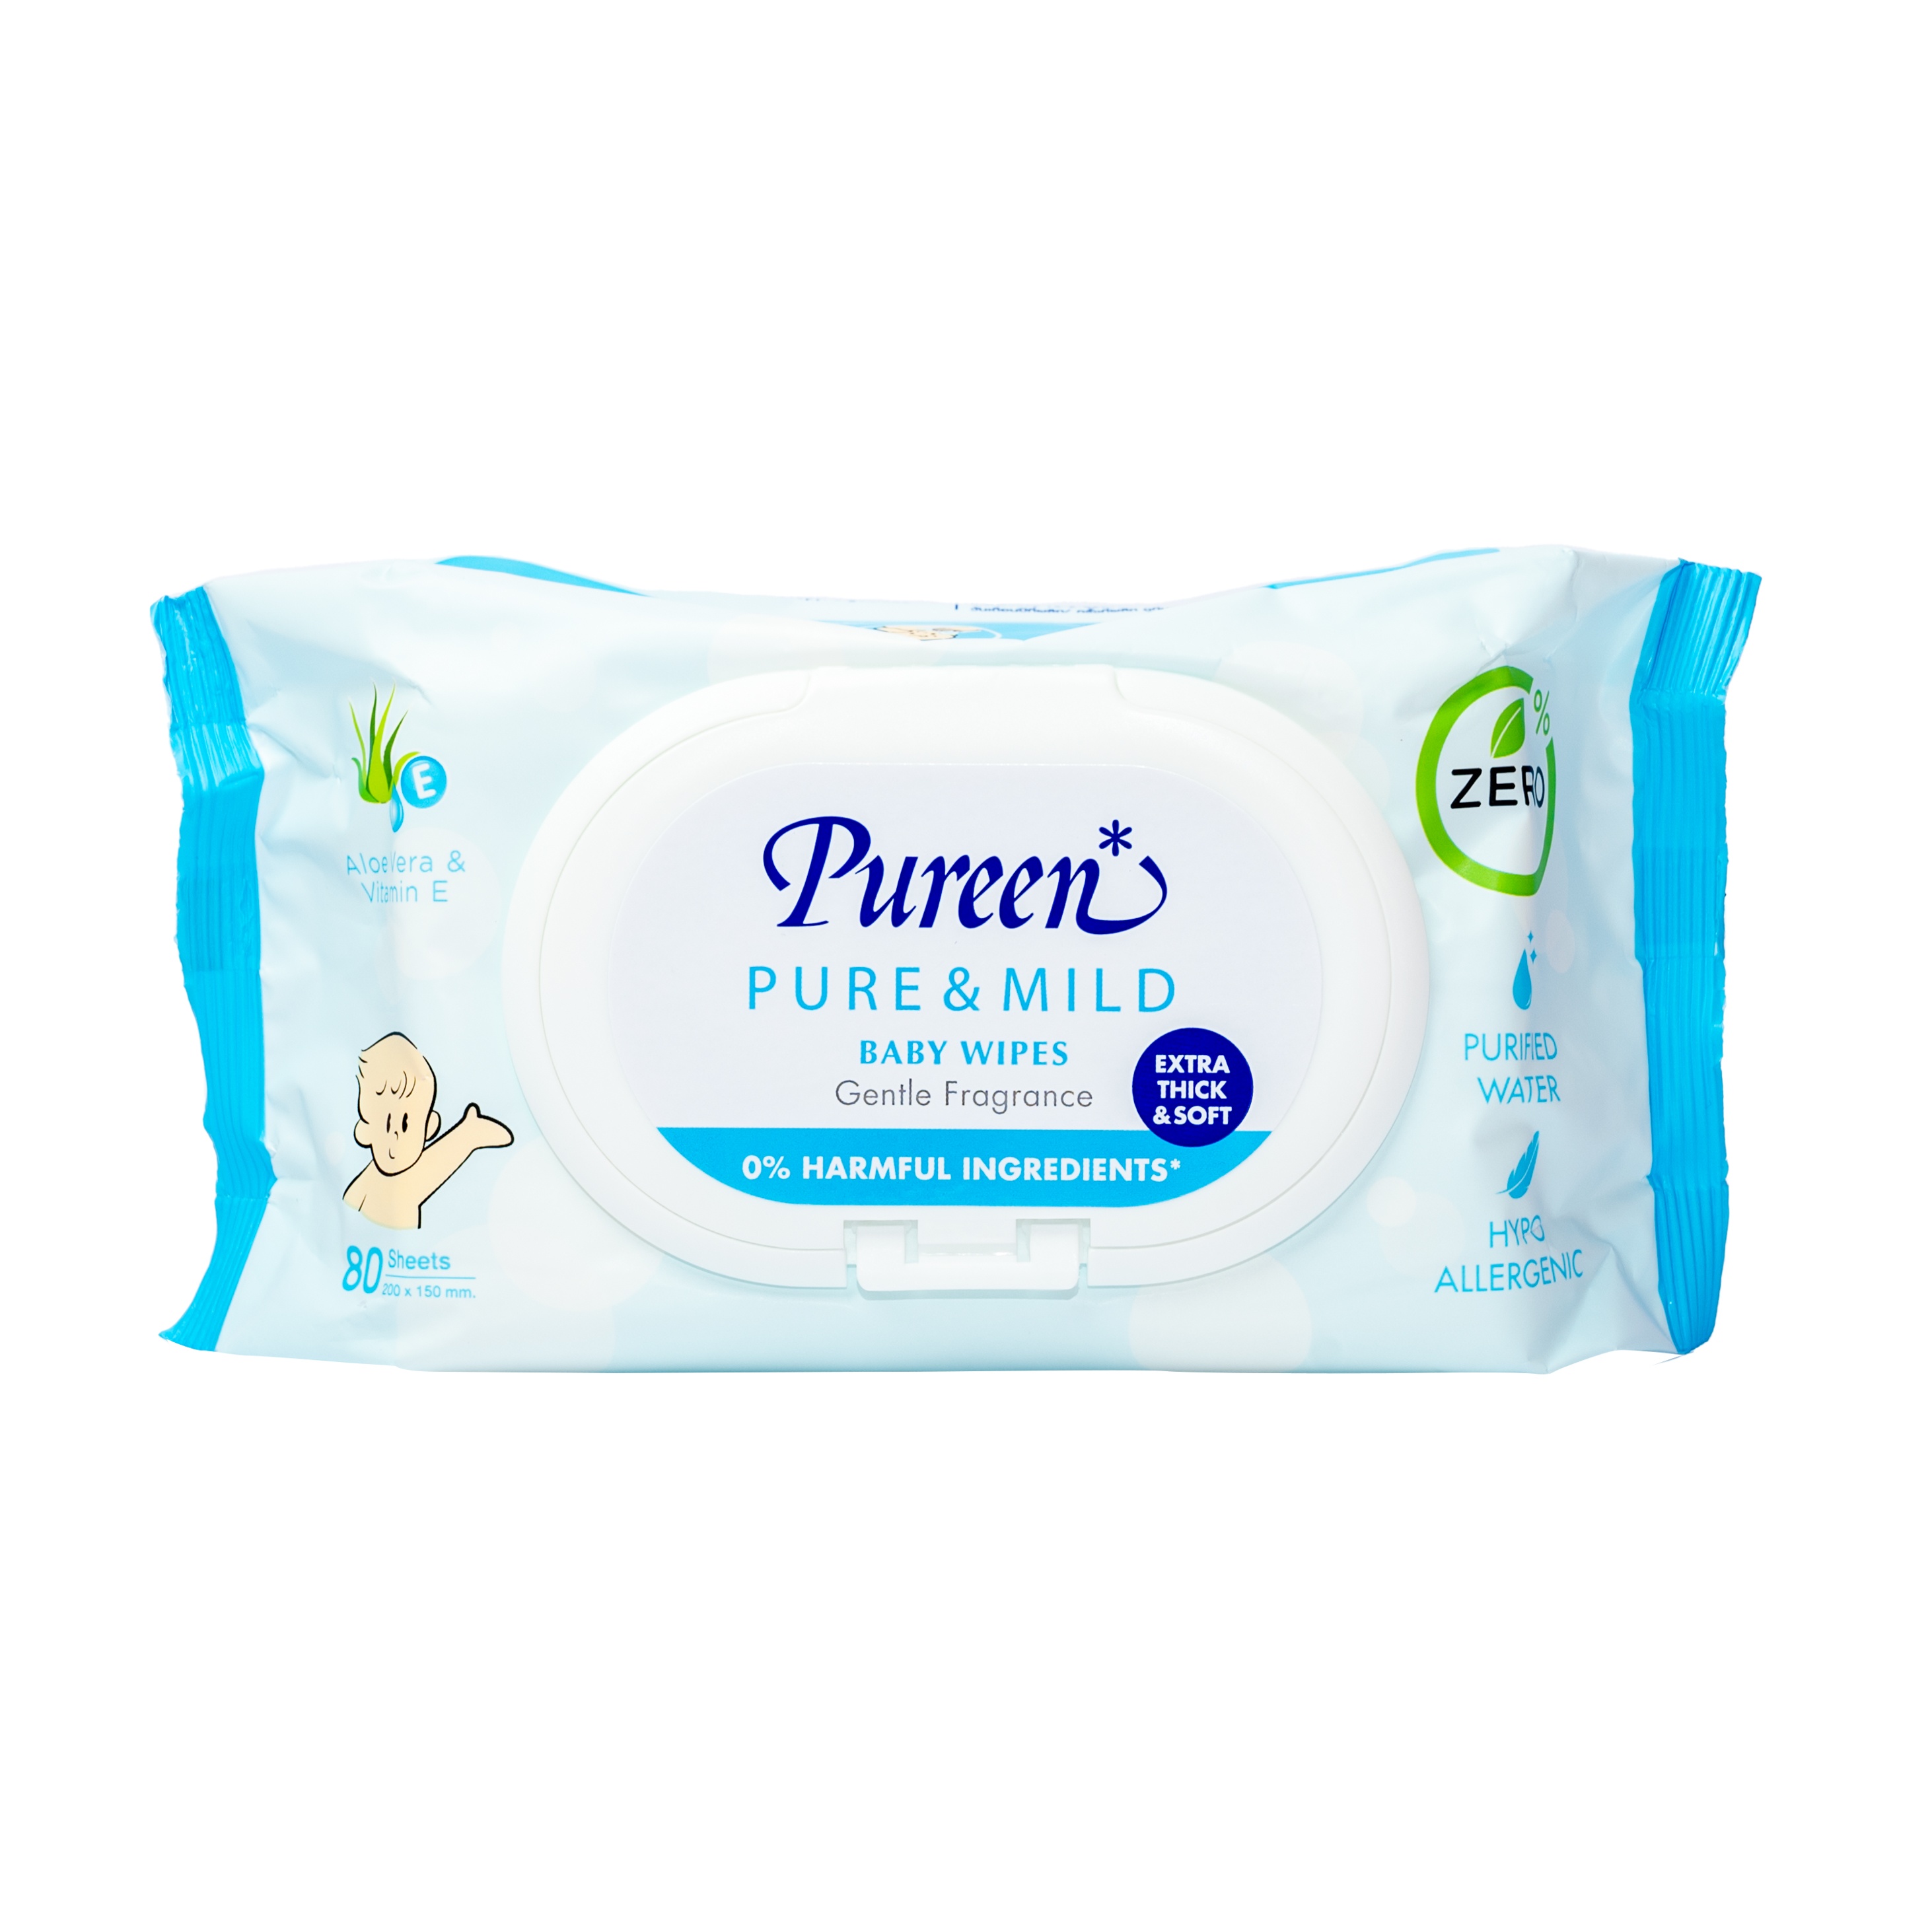 Aloe Vera &
Vitamin E
E
80 Sheets
200 x 150 mm.
Pureen*
PURE & MILD
BABY WIPES
Gentle Fragrance
EXTRA
THICK
& SOFT
0% HARMFUL INGREDIENTS*
%
ZERO
PURIFIED
WATER
HYPO
ALLERGENIC